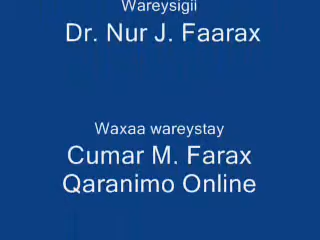 Wareysigii
Dr. Nur J. Faarax
Waxaa wareystay
Cumar M. Farax
Qaranimo Online